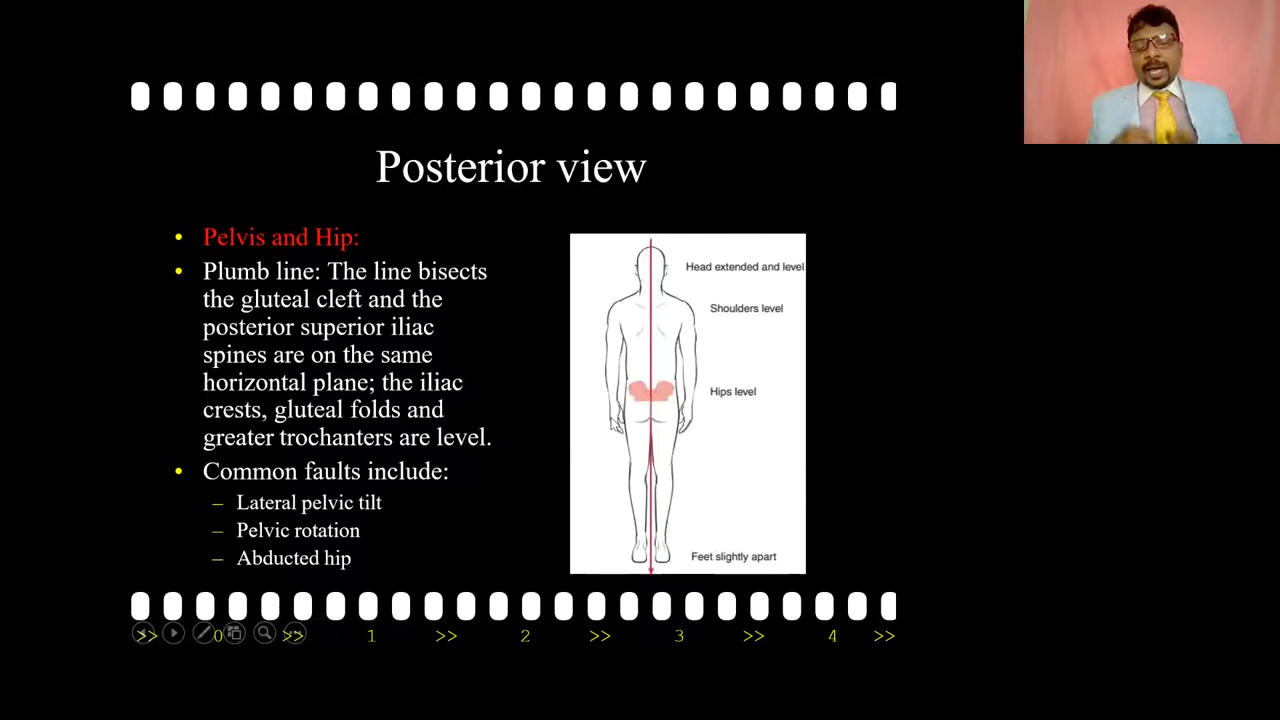 Posterior view
• Pelvis and Hip:
• Plumb line: The line bisects
the gluteal cleft and the
posterior superior iliac
spines are on the same
horizontal plane; the iliac
crests, gluteal folds and
greater trochanters are level.
• Common faults include:
– Lateral pelvic tilt
– Pelvic rotation
– Abducted hip
Head extended and level
Shoulders level
Hips level
Feet slightly apart
>> 0 >> 1 >> 2 >> 3 >> 4 >>